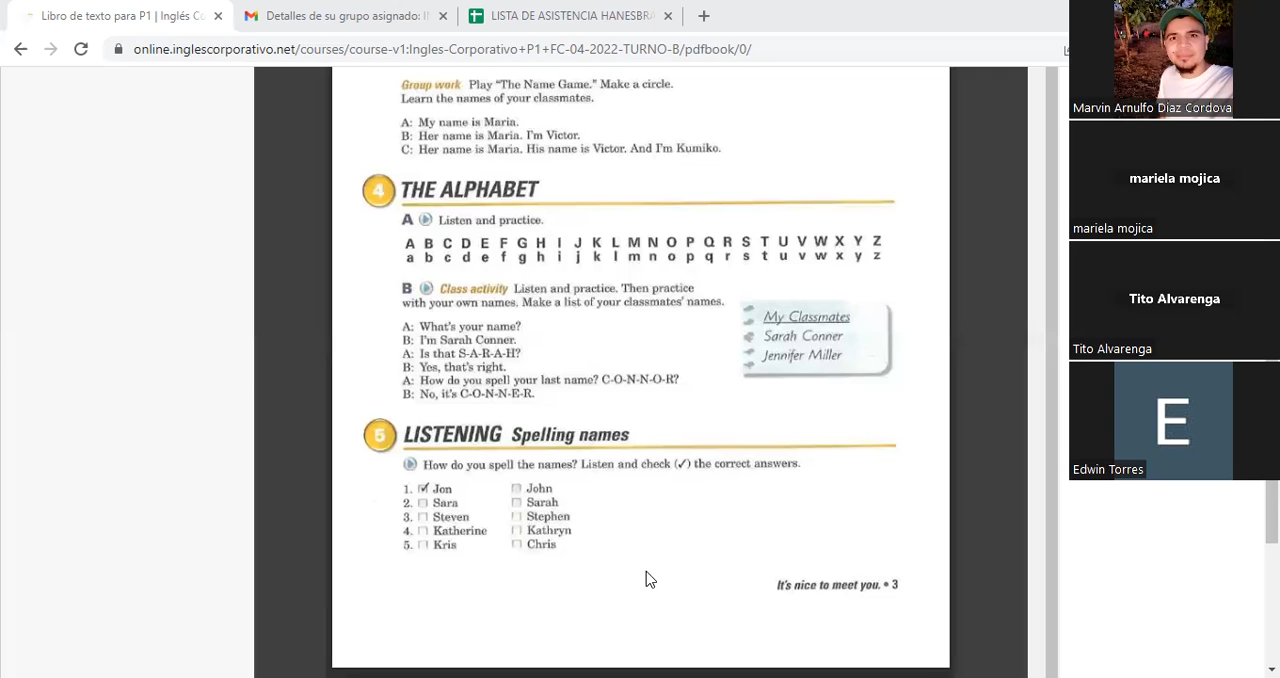 Libro de texto para P1 | Inglés Co
Detalles de su grupo asignado: IN
LISTA DE ASISTENCIA HANESBRA
online.inglescorporativo.net/courses/course-v1:Ingles-Corporativo+P1+FC-04-2022-TURNO-B/pdfbook/0/
Group work Play "The Name Game." Make a circle.
Learn the names of your classmates.
A: My name is Maria.
B: Her name is Maria. I'm Victor.
C: Her name is Maria. His name is Victor. And I'm Kumiko.
4 THE ALPHABET
A Listen and practice.
A B C D E F G H I J K L M N O P Q R S T U V W X Y Z
a b c d e f g h i j k l m n o p q r s t u v w x y z
B Class activity Listen and practice. Then practice
with your own names. Make a list of your classmates' names.
A: What's your name?
B: I'm Sarah Conner.
A: Is that S-A-R-A-H?
B: Yes, that's right.
A: How do you spell your last name? C-O-N-N-O-R?
B: No, it's C-O-N-N-E-R.
My Classmates
Sarah Conner
Jennifer Miller
5 LISTENING Spelling names
How do you spell the names? Listen and check (✓) the correct answers.
1. ✓ Jon John
2. Sara Sarah
3. Steven Stephen
4. Katherine Kathryn
5. Kris Chris
It's nice to meet you. • 3
Marvin Arnulfo Diaz Cordova
mariela mojica
mariela mojica
Tito Alvarenga
Tito Alvarenga
E
Edwin Torres